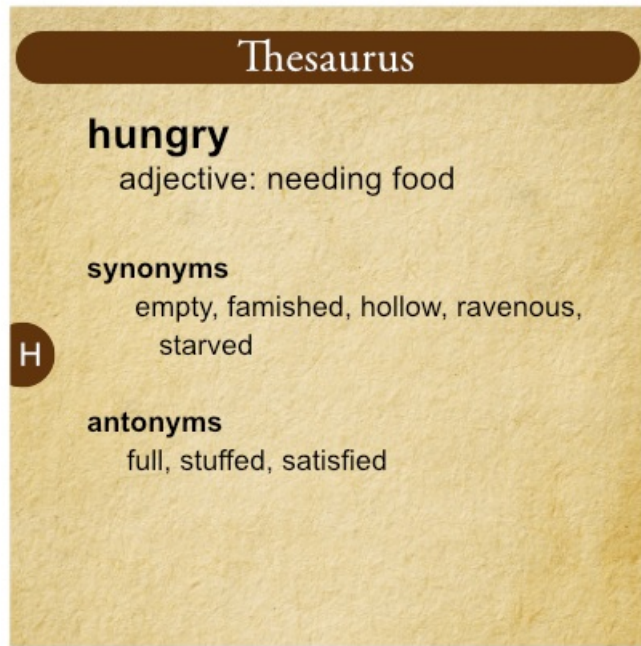 Thesaurus
hungry
adjective: needing food
synonyms
empty, famished, hollow, ravenous,
starved
H
antonyms
full, stuffed, satisfied